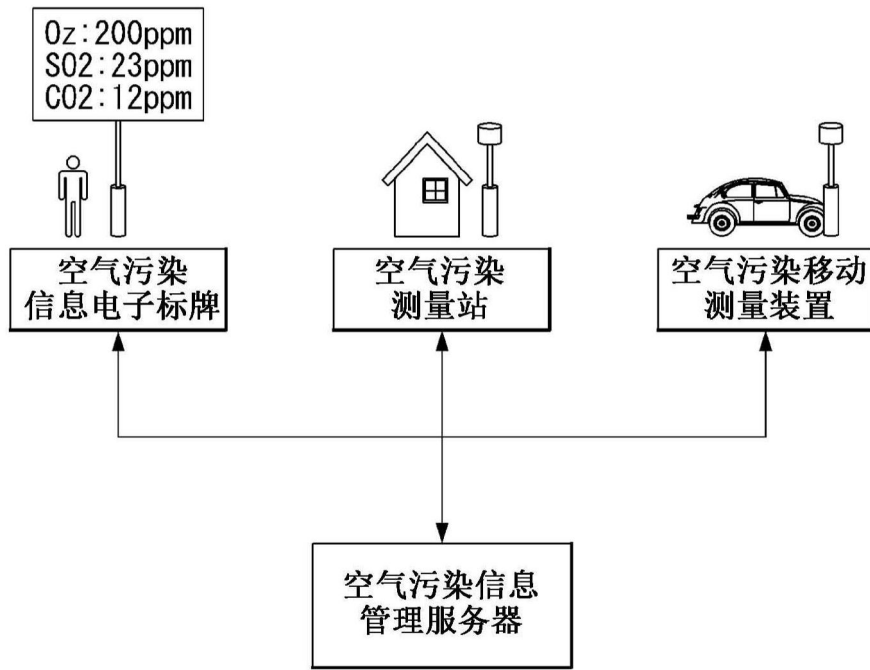 Oz:200ppm
SO2:23ppm
CO2:12ppm
空气污染
信息电子标牌
空气污染
测量站
空气污染移动
测量装置
空气污染信息
管理服务器